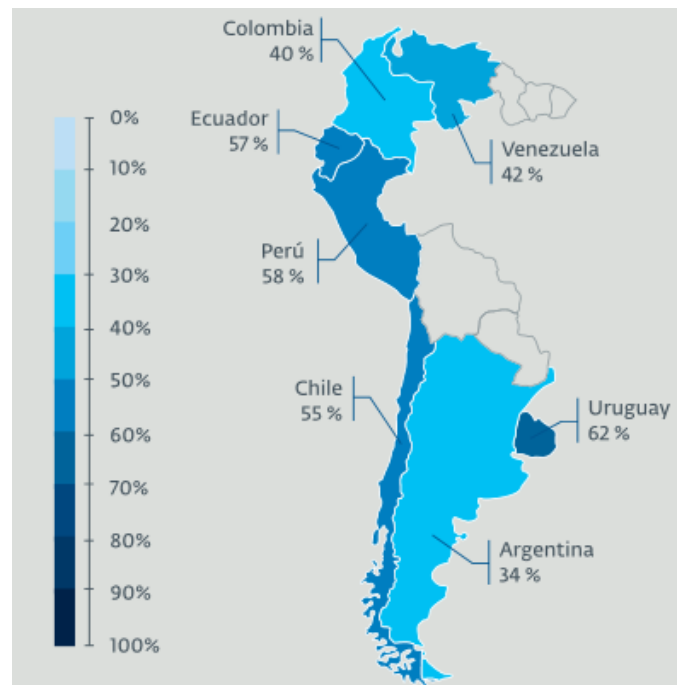 Colombia
40 %
Ecuador
57 %
Venezuela
42 %
Perú
58 %
Chile
55 %
Uruguay
62 %
Argentina
34 %
0%
10%
20%
30%
40%
50%
60%
70%
80%
90%
100%